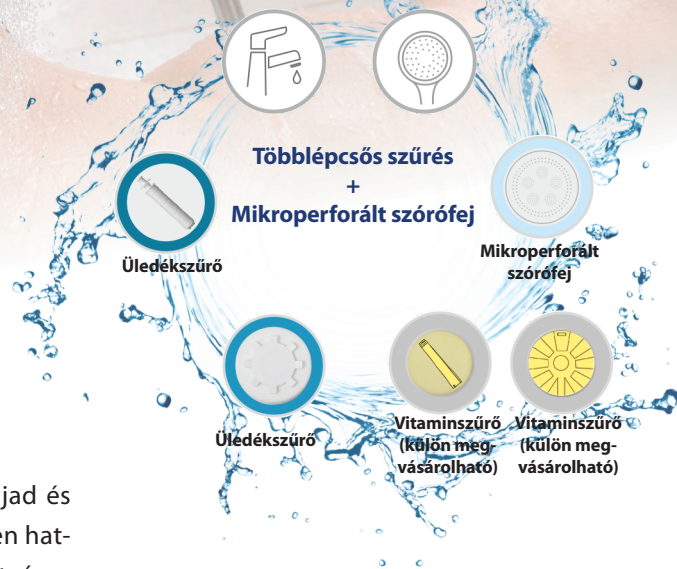 Többlépcsős szűrés
+
Mikroperforált szórófej
Üledékszűrő
Mikroperforált
szórófej
Üledékszűrő
Vitaminszűrő
(külön meg-
vásárolható)
Vitaminszűrő
(külön meg-
vásárolható)
jad és
en hat-